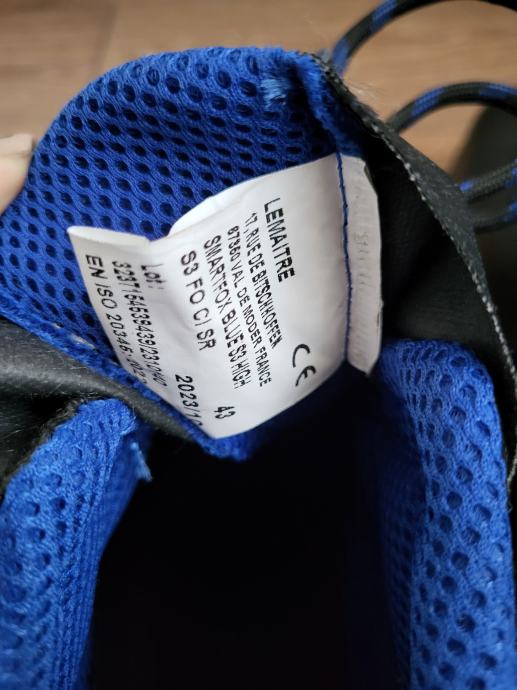 LEMAITRE
17, RUE DE BITSCHHOFFEN
67350 VAL DE MODER FRANCE
SMARTFOX BLUE S3 HIGH
S3 FO CI SR
43
Lot :
EN ISO 20345
CE